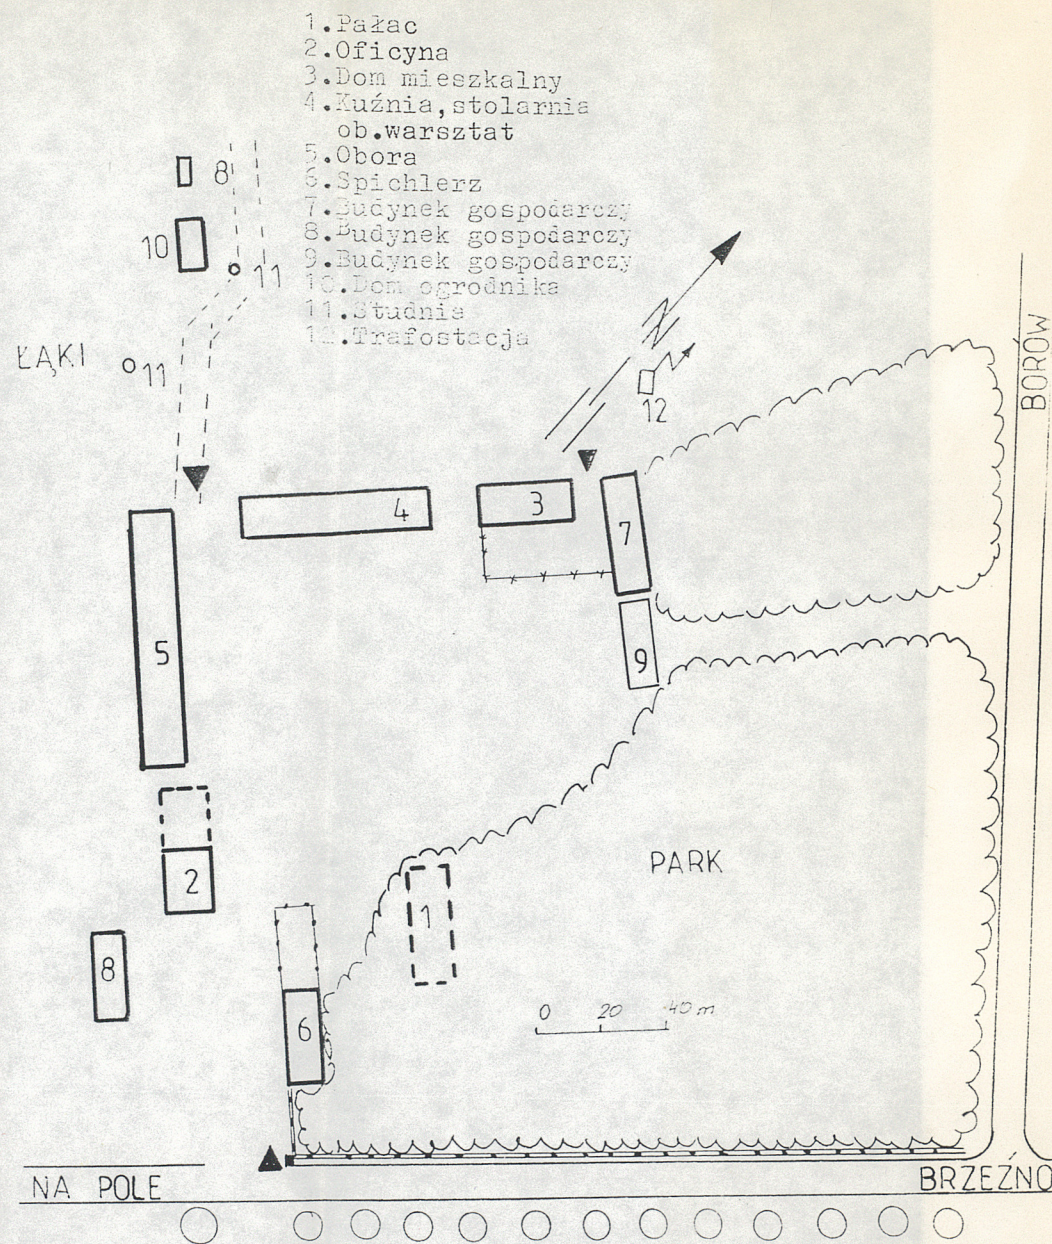 1.Pałac
2.Oficyna
3.Dom mieszkalny
4.Kuźnia,stolarnia
ob.warsztat
5.Obora
6.Spichlerz
7.Budynek gospodarczy
8.Budynek gospodarczy
9.Budynek gospodarczy
10.Dom ogrodnika
11.Studnia
12.Trafostacja
8
10
11
ŁĄKI
11
12
BORÓW
4
3
7
5
9
PARK
2
1
8
0 20 40 m
6
NA POLE
BRZEŹNO